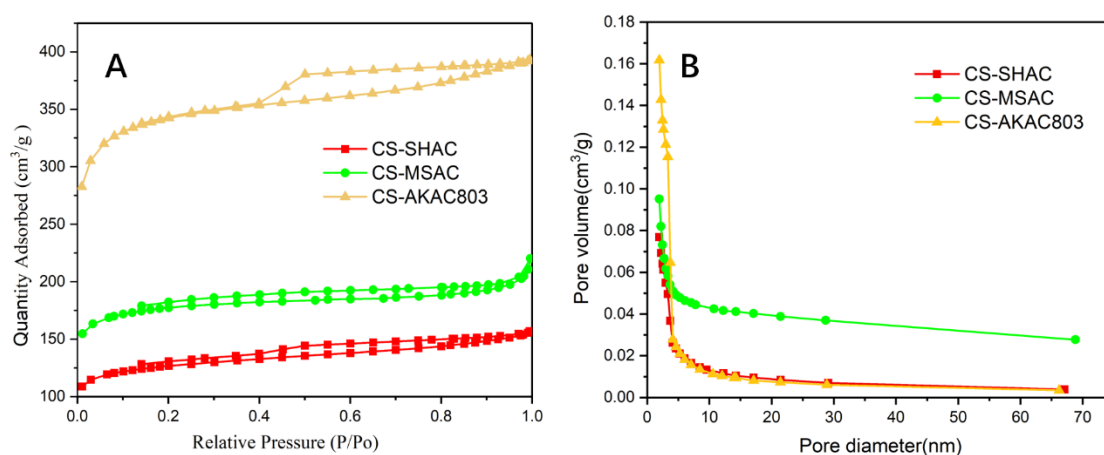 A
400
350
300
250
200
150
100
Quantity Adsorbed (cm³/g )
CS-SHAC
CS-MSAC
CS-AKAC803
0.0 0.2 0.4 0.6 0.8 1.0
Relative Pressure (P/Po)
B
0.18
0.16
0.14
0.12
0.10
0.08
0.06
0.04
0.02
0.00
Pore volume(cm³/g)
CS-SHAC
CS-MSAC
CS-AKAC803
0 10 20 30 40 50 60 70
Pore diameter(nm)